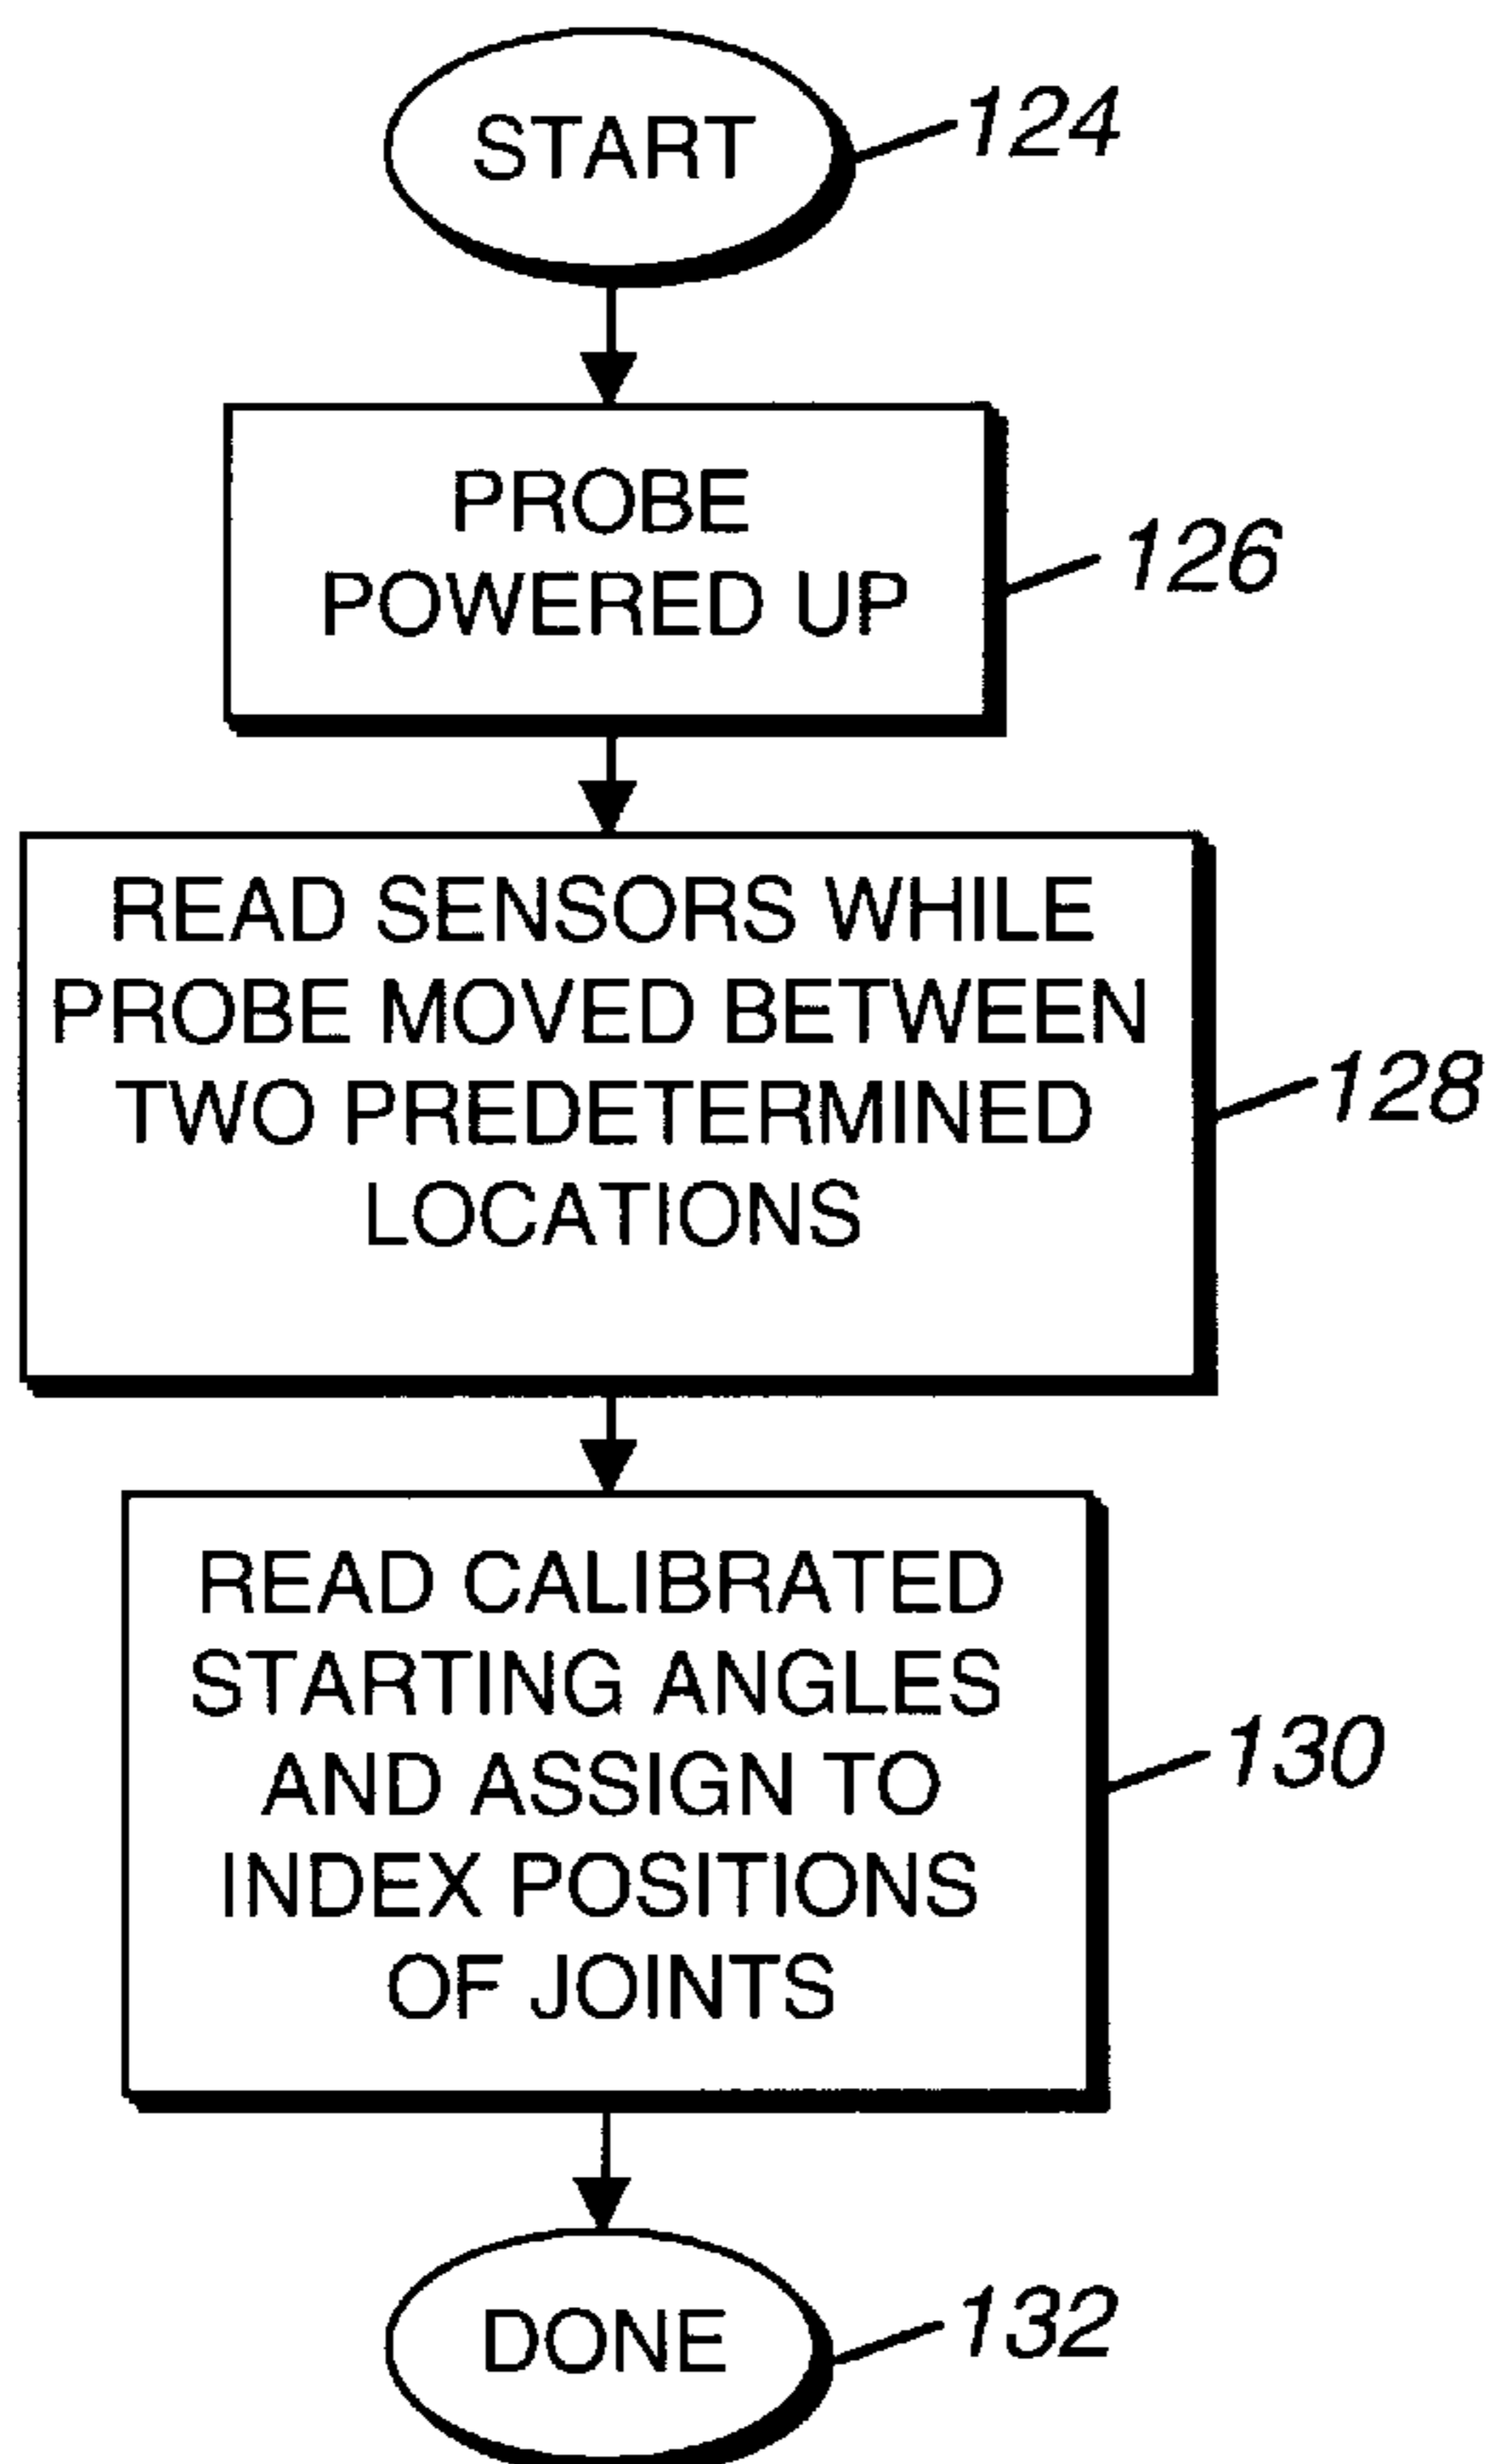 START
124
PROBE
POWERED UP
126
READ SENSORS WHILE
PROBE MOVED BETWEEN
TWO PREDETERMINED
LOCATIONS
128
READ CALIBRATED
STARTING ANGLES
AND ASSIGN TO
INDEX POSITIONS
OF JOINTS
130
DONE
132